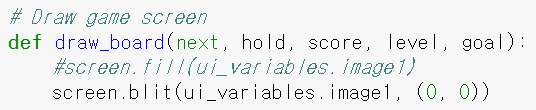 # Draw game screen
def draw_board(next, hold, score, level, goal):
    #screen.fill(ui_variables.image1)
    screen.blit(ui_variables.image1, (0, 0))